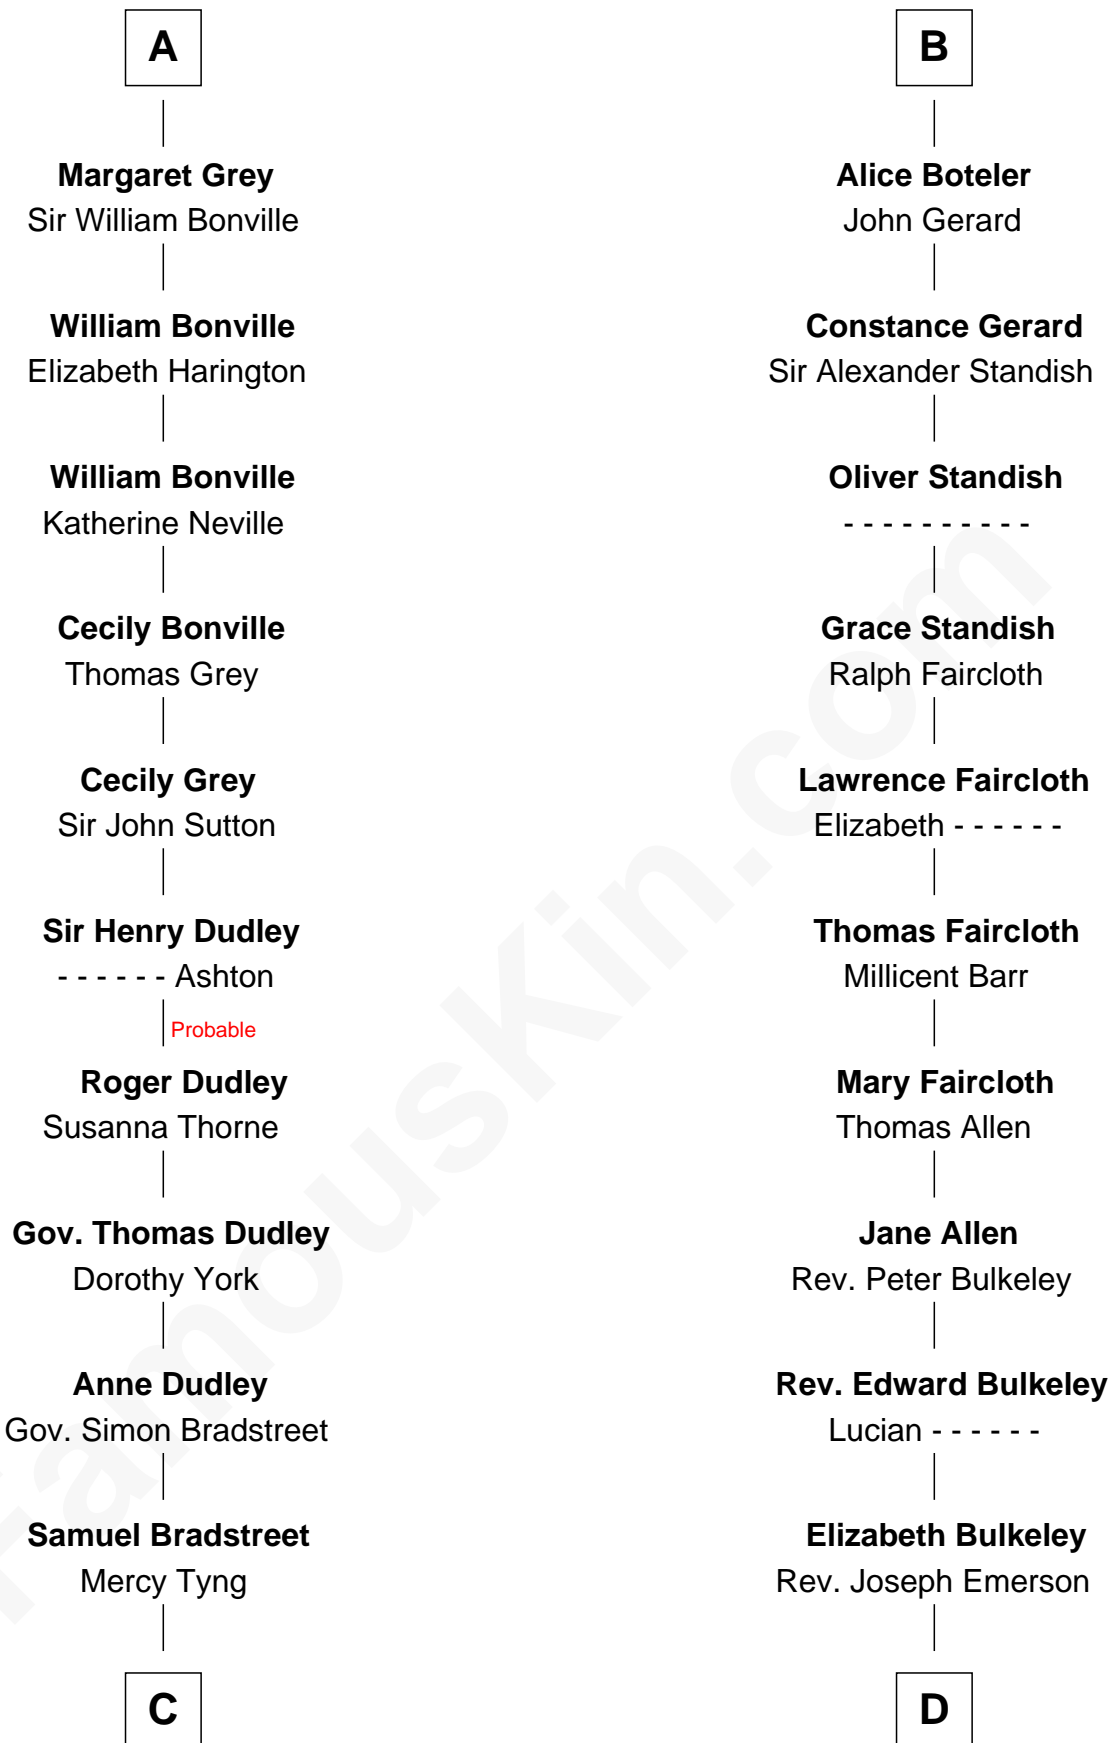 A
Margaret Grey
Sir William Bonville
William Bonville
Elizabeth Harington
William Bonville
Katherine Neville
Cecily Bonville
Thomas Grey
Cecily Grey
Sir John Sutton
Sir Henry Dudley
- - - - - - Ashton
Probable
Roger Dudley
Susanna Thorne
Gov. Thomas Dudley
Dorothy York
Anne Dudley
Gov. Simon Bradstreet
Samuel Bradstreet
Mercy Tyng
C
B
Alice Boteler
John Gerard
Constance Gerard
Sir Alexander Standish
Oliver Standish
- - - - - - - - - -
Grace Standish
Ralph Faircloth
Lawrence Faircloth
Elizabeth - - - - - -
Thomas Faircloth
Millicent Barr
Mary Faircloth
Thomas Allen
Jane Allen
Rev. Peter Bulkeley
Rev. Edward Bulkeley
Lucian - - - - - -
Elizabeth Bulkeley
Rev. Joseph Emerson
D
FamousKin.com